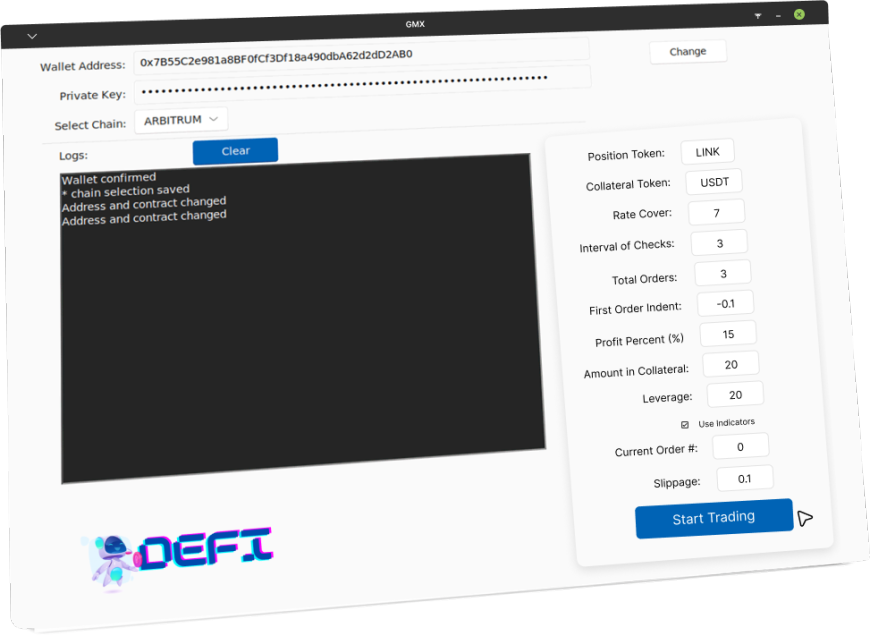 GMX
Wallet Address: 0x7B55C2e981a8BF0fCf3Df18a490dbA62d2dD2AB0
Change
Private Key: ••••••••••••••••••••••••••••••••••••••••••••••••••••••••••••••••
Select Chain: ARBITRUM
Logs:
Clear
Wallet confirmed
* chain selection saved
Address and contract changed
Address and contract changed
Position Token: LINK
Collateral Token: USDT
Rate Cover: 7
Interval of Checks: 3
Total Orders: 3
First Order Indent: -0.1
Profit Percent (%) 15
Amount in Collateral: 20
Leverage: 20
Use Indicators
Current Order #: 0
Slippage: 0.1
Start Trading
DEFI